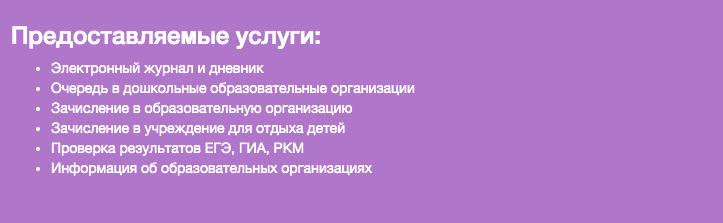 Предоставляемые услуги:
• Электронный журнал и дневник
• Очередь в дошкольные образовательные организации
• Зачисление в образовательную организацию
• Зачисление в учреждение для отдыха детей
• Проверка результатов ЕГЭ, ГИА, РКМ
• Информация об образовательных организациях